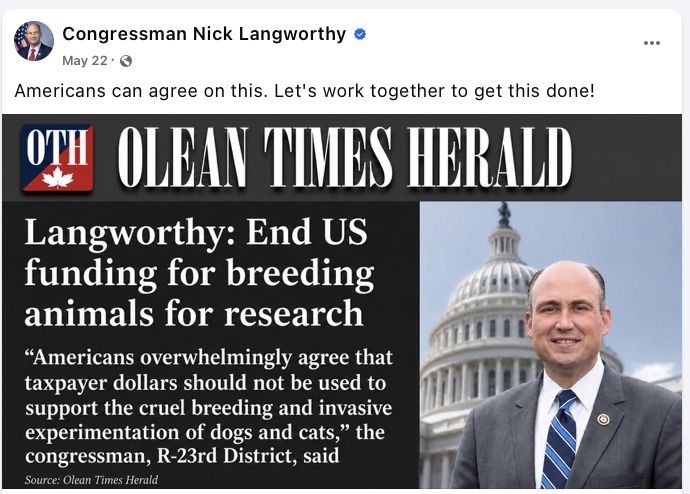 Congressman Nick Langworthy
May 22 ·
Americans can agree on this. Let's work together to get this done!
OTH OLEAN TIMES HERALD
Langworthy: End US
funding for breeding
animals for research
“Americans overwhelmingly agree that
taxpayer dollars should not be used to
support the cruel breeding and invasive
experimentation of dogs and cats,” the
congressman, R-23rd District, said
Source: Olean Times Herald